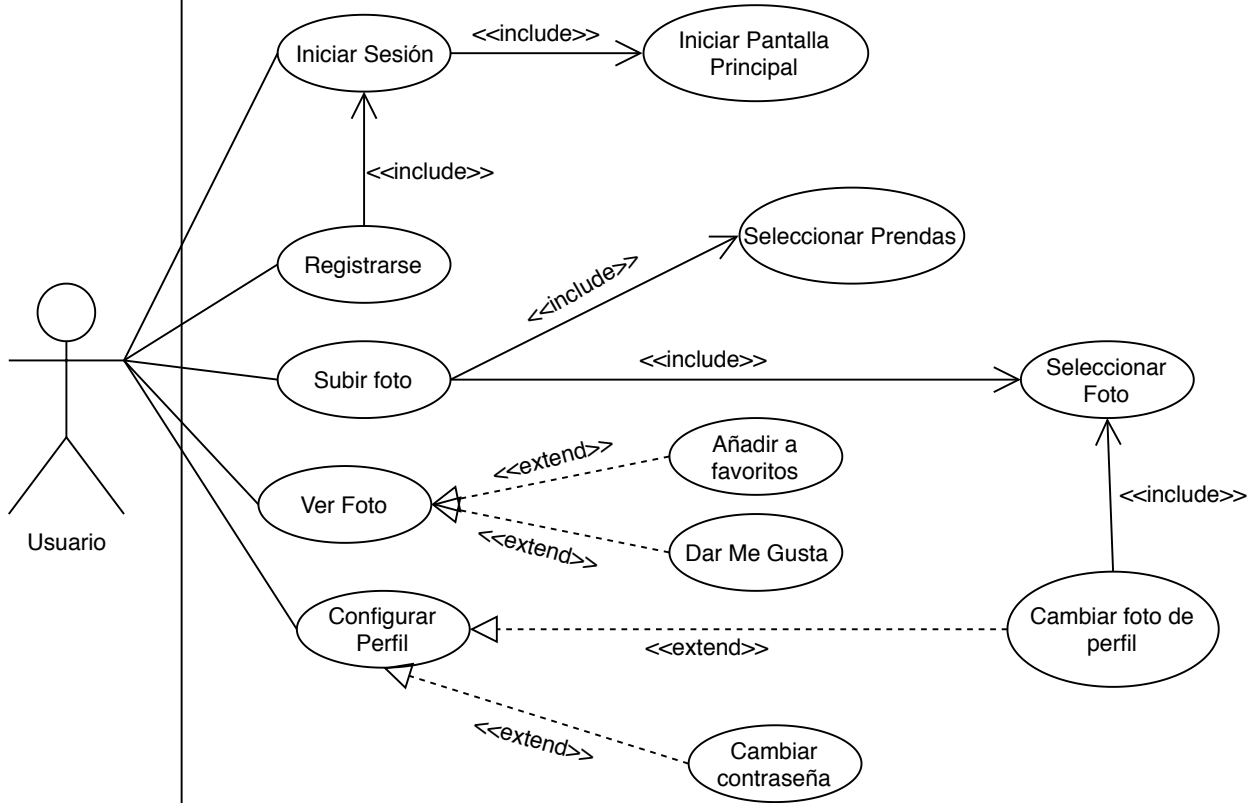 Iniciar Sesión
<<include>>
Iniciar Pantalla
Principal
<<include>>
Registrarse
Seleccionar Prendas
<<include>>
Subir foto
<<include>>
Seleccionar
Foto
Usuario
Ver Foto
<<extend>>
Añadir a
favoritos
<<extend>>
Dar Me Gusta
<<include>>
Configurar
Perfil
<<extend>>
Cambiar foto de
perfil
<<extend>>
Cambiar
contraseña